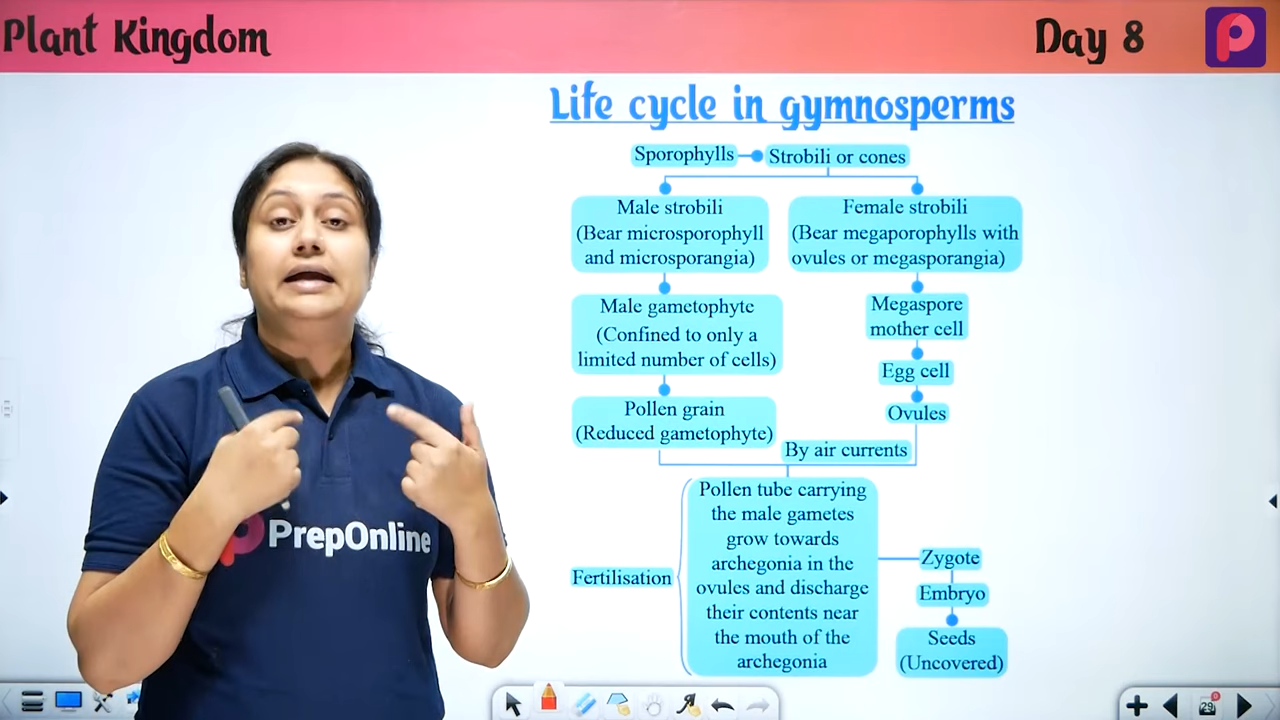 Plant Kingdom
Day 8
Life cycle in gymnosperms
Sporophylls
Strobili or cones
Male strobili
(Bear microsporophyll
and microsporangia)
Female strobili
(Bear megaporophylls with
ovules or megasporangia)
Male gametophyte
(Confined to only a
limited number of cells)
Megaspore
mother cell
Egg cell
Ovules
Pollen grain
(Reduced gametophyte)
By air currents
Fertilisation
Pollen tube carrying
the male gametes
grow towards
archegonia in the
ovules and discharge
their contents near
the mouth of the
archegonia
Zygote
Embryo
Seeds
(Uncovered)
PrepOnline
29